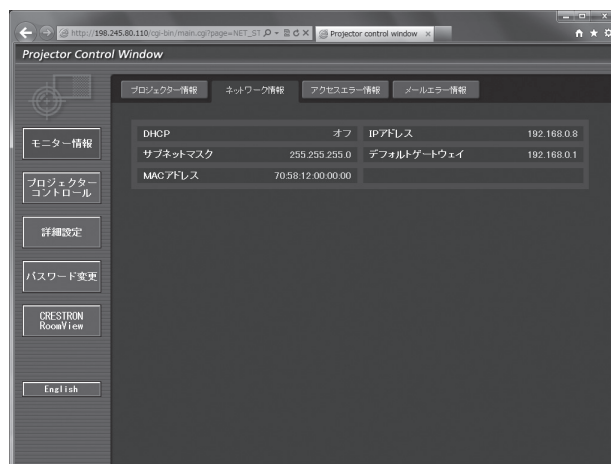 http://198.245.80.110/cgi-bin/main.cgi?page=NET_ST
Projector control window
Projector Control Window
プロジェクター情報 ネットワーク情報 アクセスエラー情報 メールエラー情報
モニター情報
プロジェクター
コントロール
詳細設定
パスワード変更
CRESTRON
RoomView
English
DHCP オフ IPアドレス 192.168.0.8
サブネットマスク 255.255.255.0 デフォルトゲートウェイ 192.168.0.1
MACアドレス 70:58:12:00:00:00